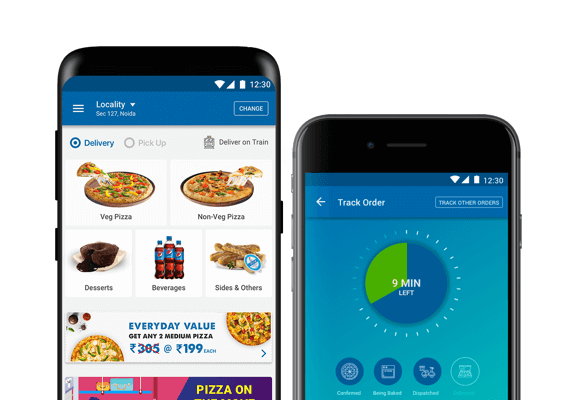 12:30
Locality
Sec 127, Noida
CHANGE
Delivery
Pick Up
Deliver on Train
Veg Pizza
Non-Veg Pizza
Desserts
Beverages
Sides & Others
EVERYDAY VALUE
GET ANY 2 MEDIUM PIZZA
₹305 @ ₹199 EACH
PIZZA ON
12:30
Track Order
TRACK OTHER ORDERS
9 MIN
LEFT
Confirmed
Being Baked
Dispatched